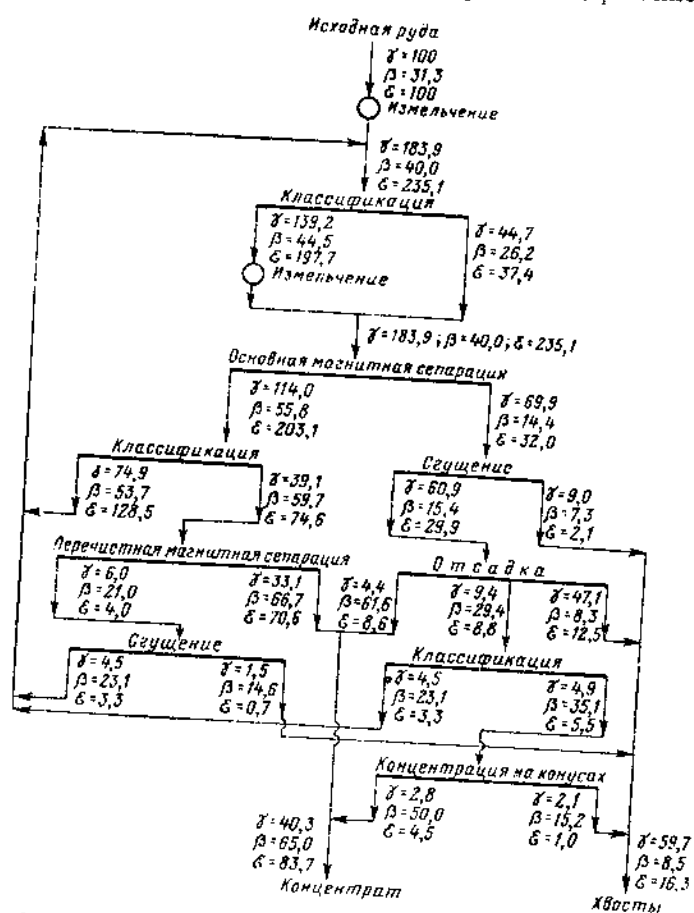 Исходная руда
γ=100
β=31,3
ε=100
Измельчение
γ=183,9
β=40,0
ε=235,1
Классификация
γ=139,2
β=44,5
ε=197,7
Измельчение
γ=44,7
β=26,2
ε=37,4
γ=183,9; β=40,0; ε=235,1
Основная магнитная сепарация
γ=114,0
β=55,8
ε=203,1
γ=69,9
β=14,4
ε=32,0
Классификация
γ=74,9
β=53,7
ε=128,5
γ=39,1
β=59,7
ε=74,6
Сгущение
γ=60,9
β=15,4
ε=29,9
γ=9,0
β=7,3
ε=2,1
Перечистная магнитная сепарация
γ=6,0
β=21,0
ε=4,0
γ=33,1
β=66,7
ε=70,6
Отсадка
γ=4,4
β=61,6
ε=8,6
γ=9,4
β=29,4
ε=8,8
γ=47,1
β=8,3
ε=12,5
Сгущение
γ=4,5
β=23,1
ε=3,3
γ=1,5
β=14,6
ε=0,7
Классификация
γ=4,5
β=23,1
ε=3,3
γ=4,9
β=35,1
ε=5,5
Концентрация на конусах
γ=2,8
β=50,0
ε=4,5
γ=2,1
β=15,2
ε=1,0
γ=40,3
β=65,0
ε=83,7
Концентрат
γ=59,7
β=8,5
ε=16,3
Хвосты